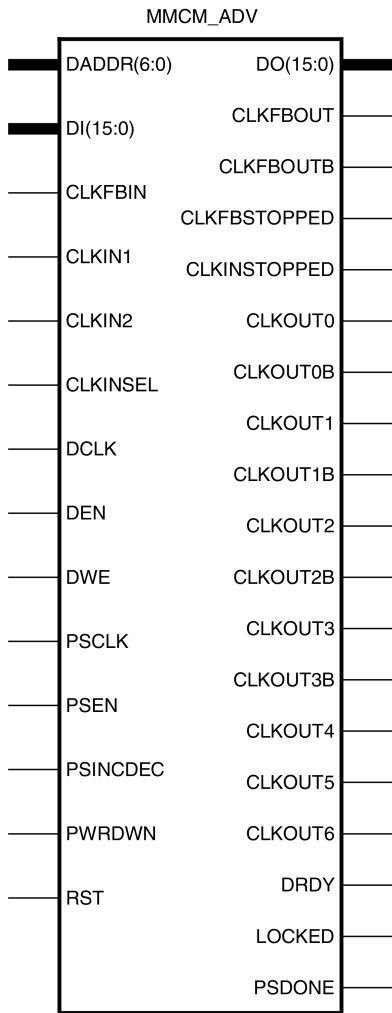 MMCM_ADV
DADDR(6:0)
DI(15:0)
CLKFBIN
CLKIN1
CLKIN2
CLKINSEL
DCLK
DEN
DWE
PSCLK
PSEN
PSINCDEC
PWRDWN
RST
DO(15:0)
CLKFBOUT
CLKFBOUTB
CLKFBSTOPPED
CLKINSTOPPED
CLKOUT0
CLKOUT0B
CLKOUT1
CLKOUT1B
CLKOUT2
CLKOUT2B
CLKOUT3
CLKOUT3B
CLKOUT4
CLKOUT5
CLKOUT6
DRDY
LOCKED
PSDONE